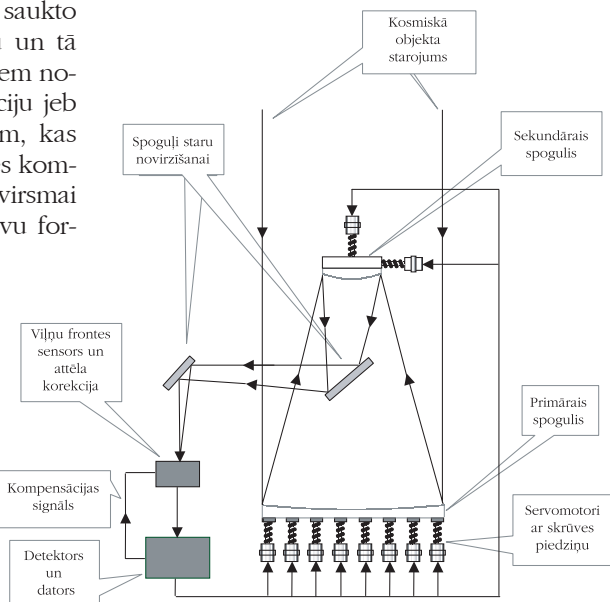 saukto
un tā
em no-
ciju jeb
m, kas
es kom-
virsmai
vu for-
Kosmiskā
objekta
starojums
Spoguļi staru
novirzīšanai
Sekundārais
spogulis
Viļņu frontes
sensors un
attēla
korekcija
Primārais
spogulis
Kompensācijas
signāls
Servomotori
ar skrūves
piedziņu
Detektors
un
dators